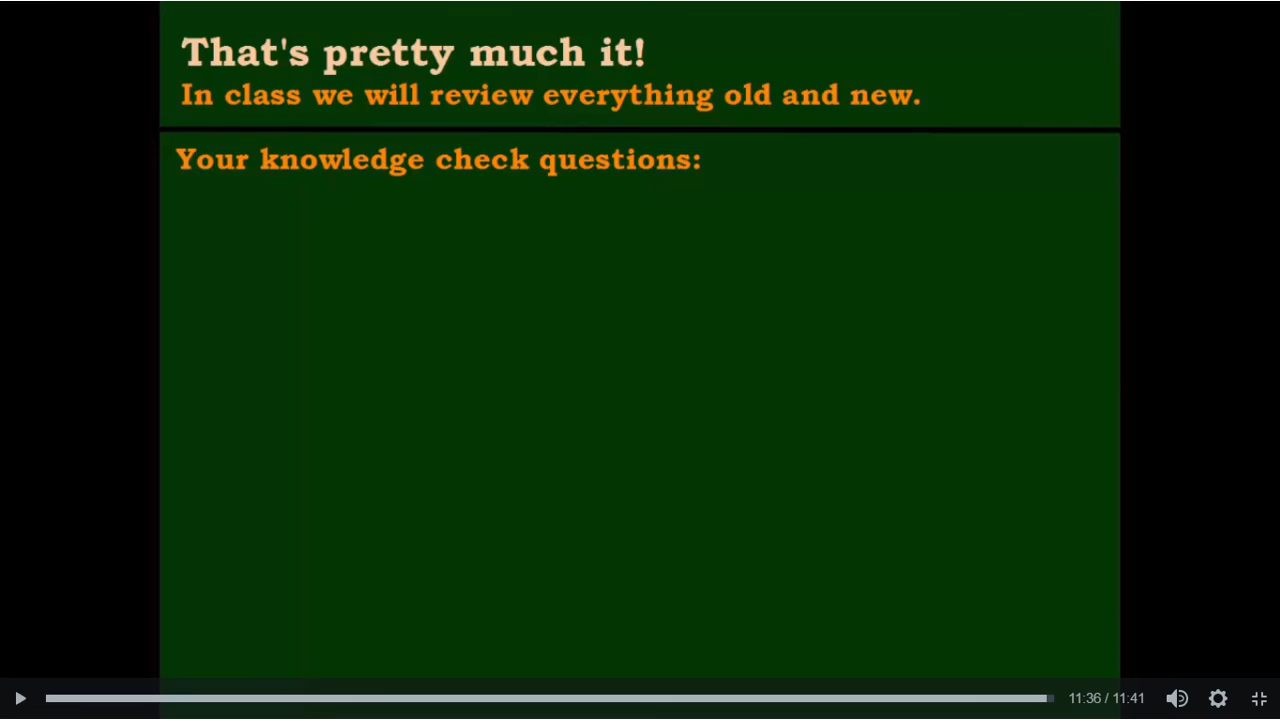 That's pretty much it!
In class we will review everything old and new.
Your knowledge check questions:
11:36 / 11:41